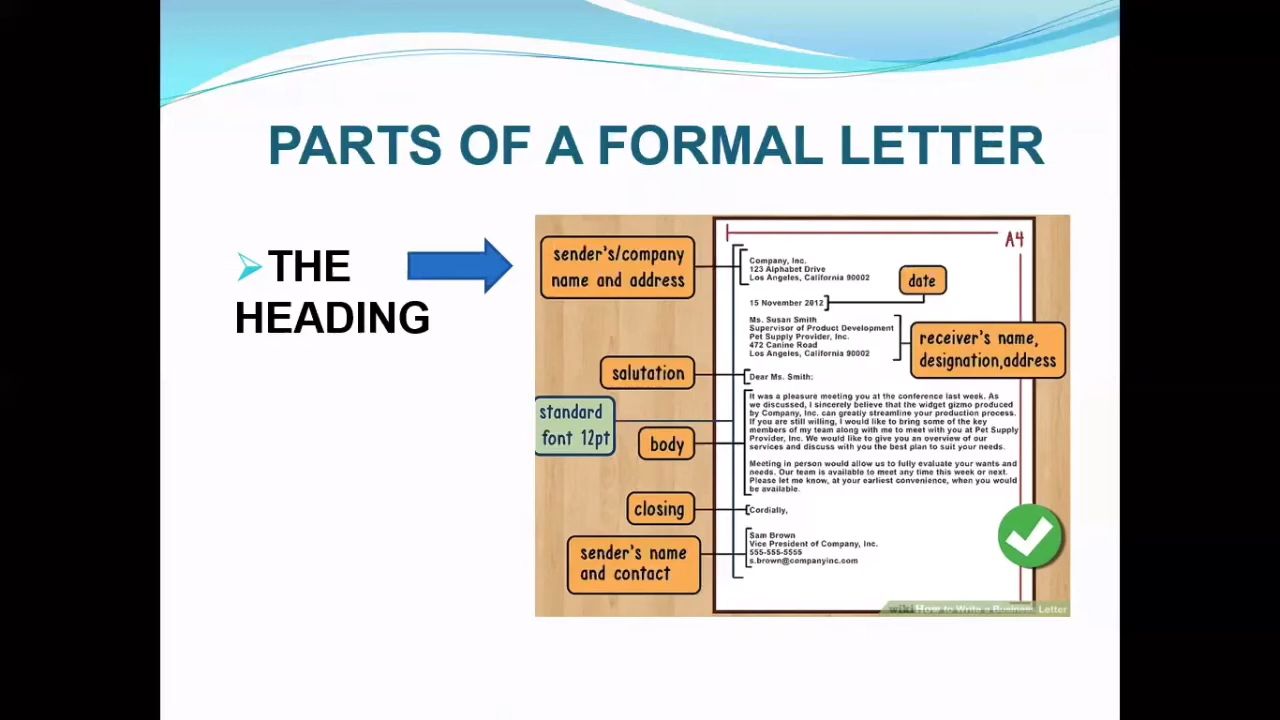 PARTS OF A FORMAL LETTER
THE
HEADING
sender's/company
name and address
salutation
standard
font 12pt
body
closing
sender's name
and contact
A4
Company, Inc.
123 Alphabet Drive
Los Angeles, California 90002
date
15 November 2012
Ms. Susan Smith
Supervisor of Product Development
Pet Supply Provider, Inc.
472 Canine Road
Los Angeles, California 90002
receiver's name,
designation,address
Dear Ms. Smith:
It was a pleasure meeting you at the conference last week. As
we discussed, I sincerely believe that the widget gizmo produced
by Company, Inc. can greatly streamline your production process.
If you are still willing, I would like to bring some of the key
members of my team along with me to meet with you at Pet Supply
Provider, Inc. We would like to give you an overview of our
services and discuss with you the best plan to suit your needs.
Meeting in person would allow us to fully evaluate your wants and
needs. Our team is available to meet any time this week or next.
Please let me know, at your earliest convenience, when you would
be available.
Cordially,
Sam Brown
Vice President of Company, Inc.
555-555-5555
s.brown@companyinc.com
wikiHow to Write a Business Letter